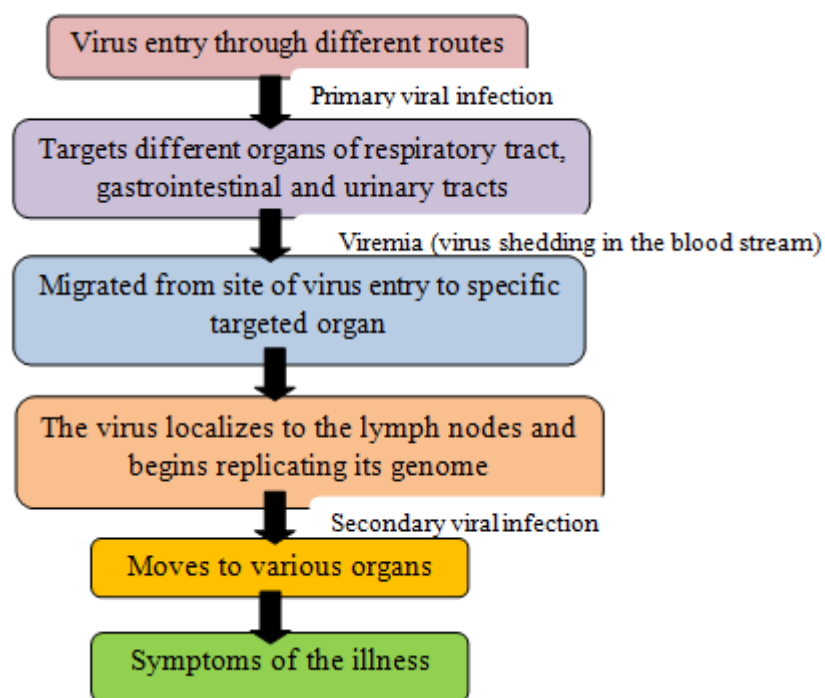 Virus entry through different routes
Primary viral infection
Targets different organs of respiratory tract,
gastrointestinal and urinary tracts
Viremia (virus shedding in the blood stream)
Migrated from site of virus entry to specific
targeted organ
The virus localizes to the lymph nodes and
begins replicating its genome
Secondary viral infection
Moves to various organs
Symptoms of the illness